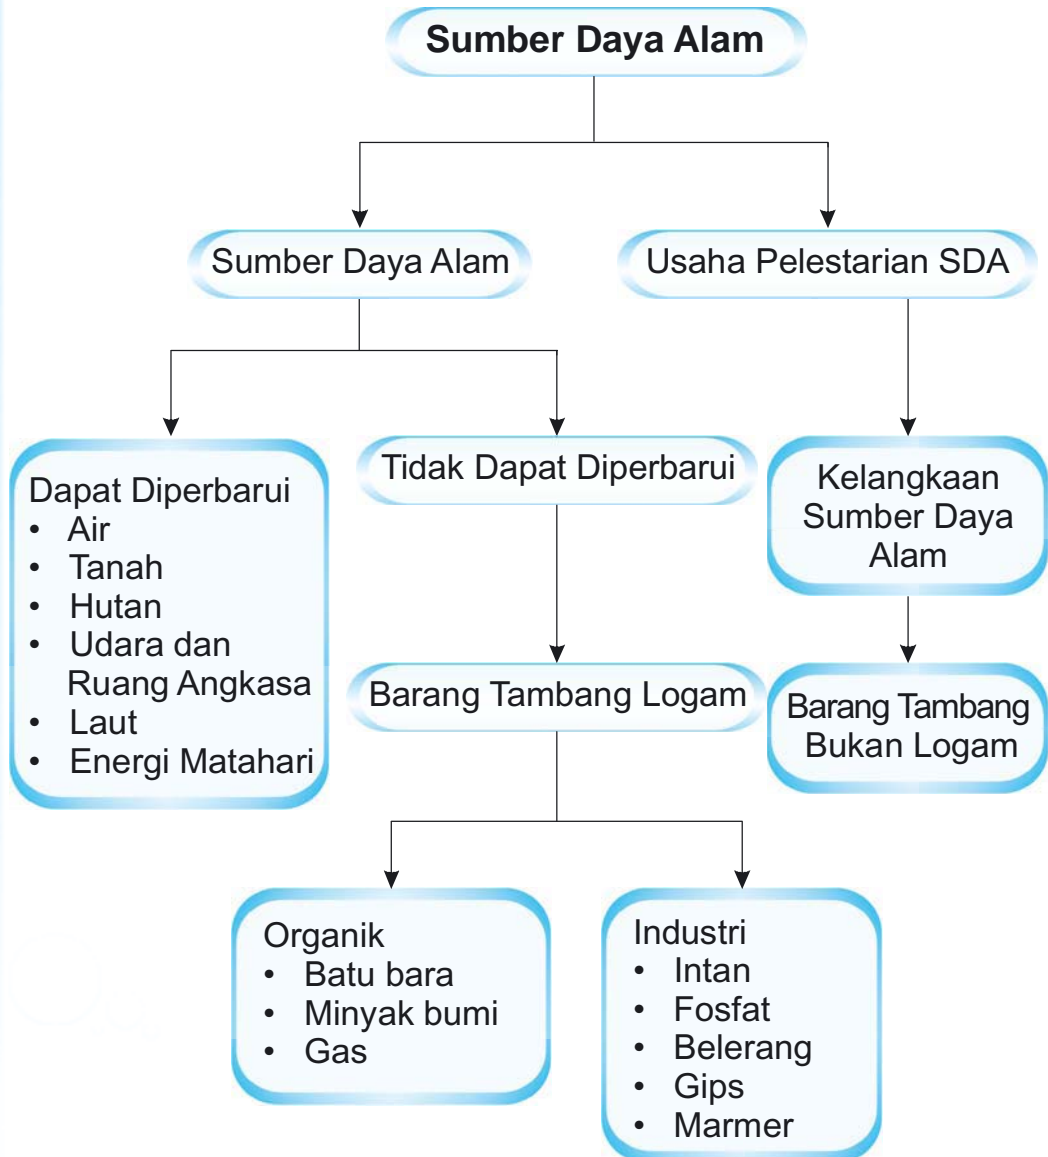 Sumber Daya Alam
Sumber Daya Alam
Usaha Pelestarian SDA
Dapat Diperbarui
• Air
• Tanah
• Hutan
• Udara dan
Ruang Angkasa
• Laut
• Energi Matahari
Tidak Dapat Diperbarui
Kelangkaan
Sumber Daya
Alam
Barang Tambang Logam
Barang Tambang
Bukan Logam
Organik
• Batu bara
• Minyak bumi
• Gas
Industri
• Intan
• Fosfat
• Belerang
• Gips
• Marmer